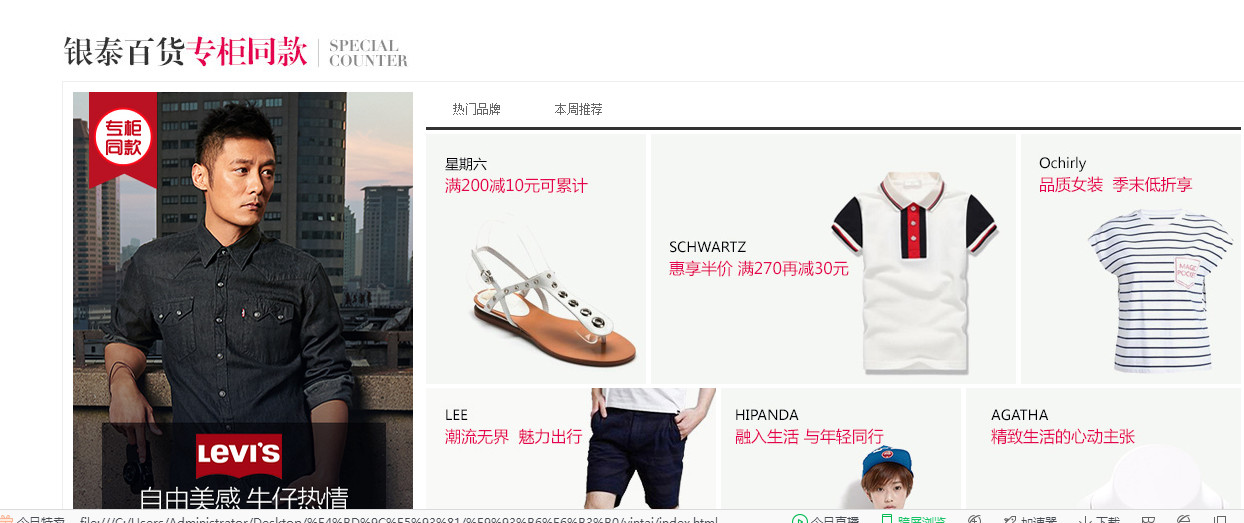 银泰百货专柜同款
SPECIAL
COUNTER
专柜
同款
LEVI'S
自由美感 牛仔热情
热门品牌
本周推荐
星期六
满200减10元可累计
SCHWARTZ
惠享半价 满270再减30元
Ochirly
品质女装 季末低折享
LEE
潮流无界 魅力出行
HIPANDA
融入生活 与年轻同行
AGATHA
精致生活的心动主张
今日特卖
file:///C:/Users/Administrator/Desktop/%E4%BD%9C%E5%93%81/%E9%93%B6%E6%B3%B0/yintai/index.html
今日直播
跨屏浏览
加速器
下载